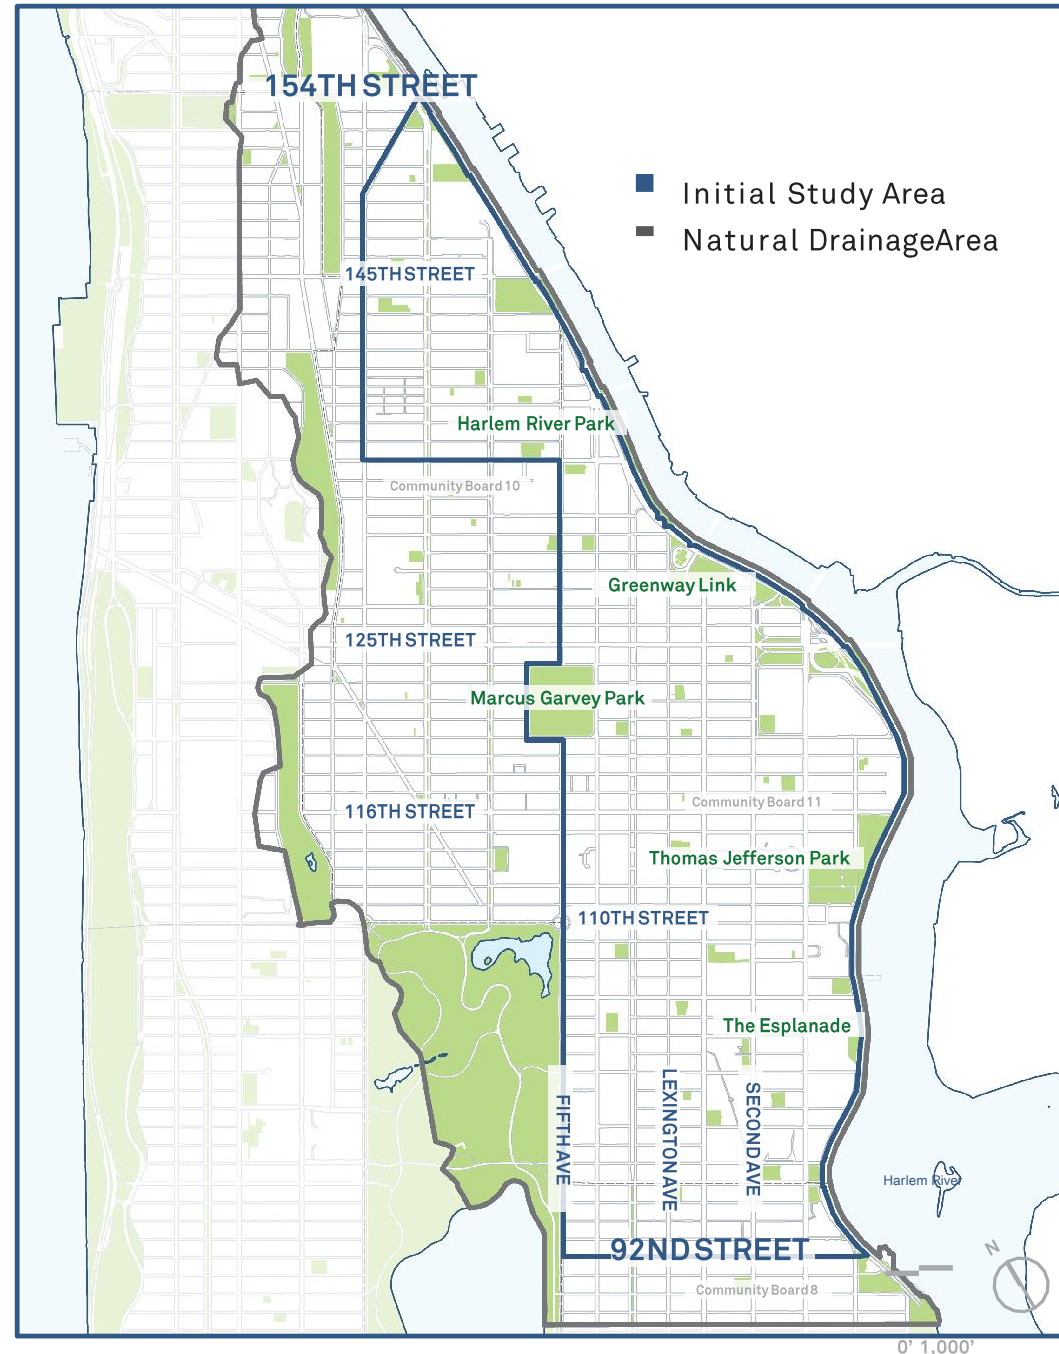 154TH STREET
Initial Study Area
Natural DrainageArea
145TH STREET
Harlem River Park
Community Board 10
Greenway Link
125TH STREET
Marcus Garvey Park
Community Board 11
116TH STREET
Thomas Jefferson Park
110TH STREET
The Esplanade
FIFTH AVE
LEXINGTON AVE
SECOND AVE
Harlem River
92ND STREET
N
Community Board 8
0' 1.000'